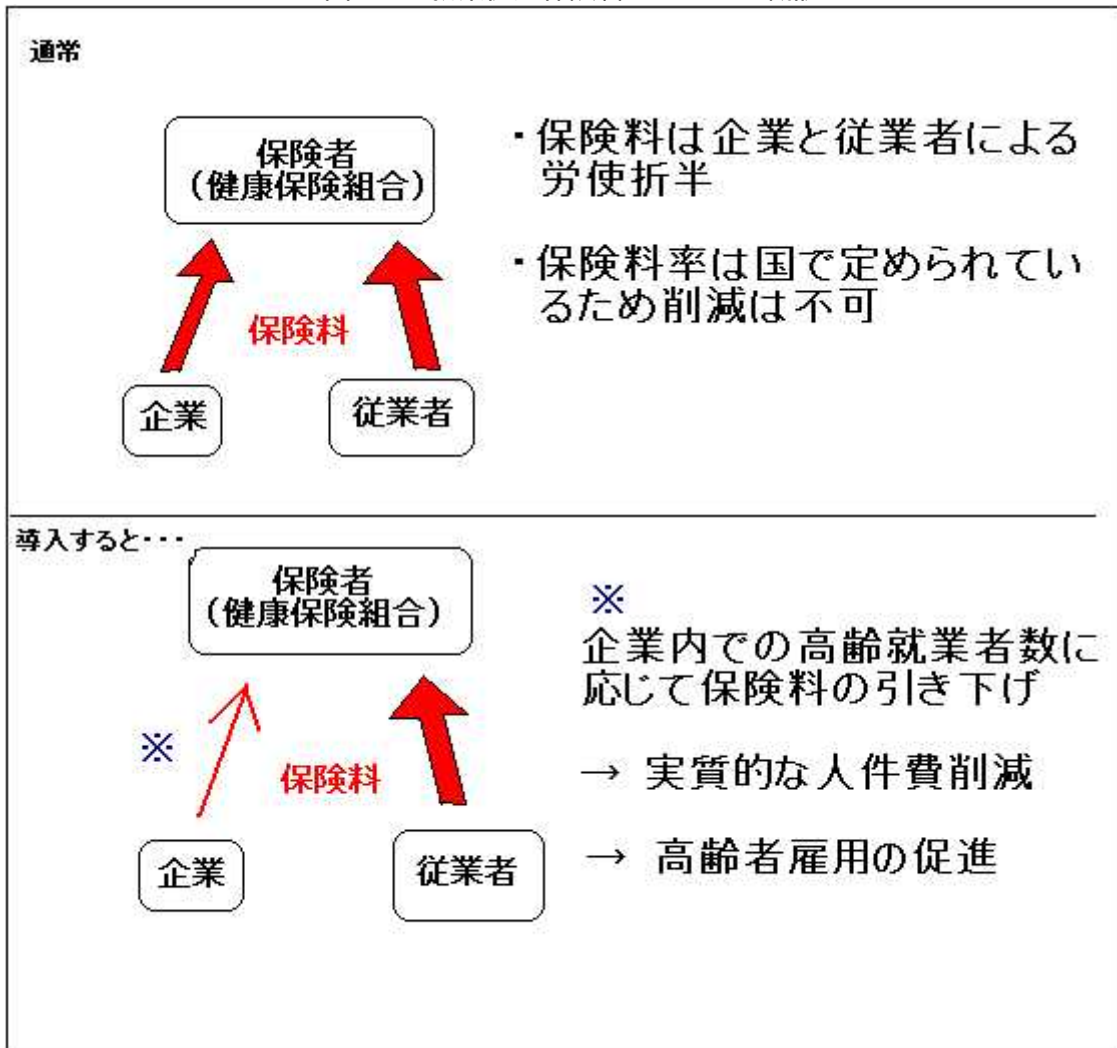 通常
保険者
（健康保険組合）
・保険料は企業と従業者による
労使折半
・保険料率は国で定められてい
るため削減は不可
保険料
企業
従業者
導入すると・・・
保険者
（健康保険組合）
※
企業内での高齢就業者数に
応じて保険料の引き下げ
※
保険料
→ 実質的な人件費削減
→ 高齢者雇用の促進
企業
従業者